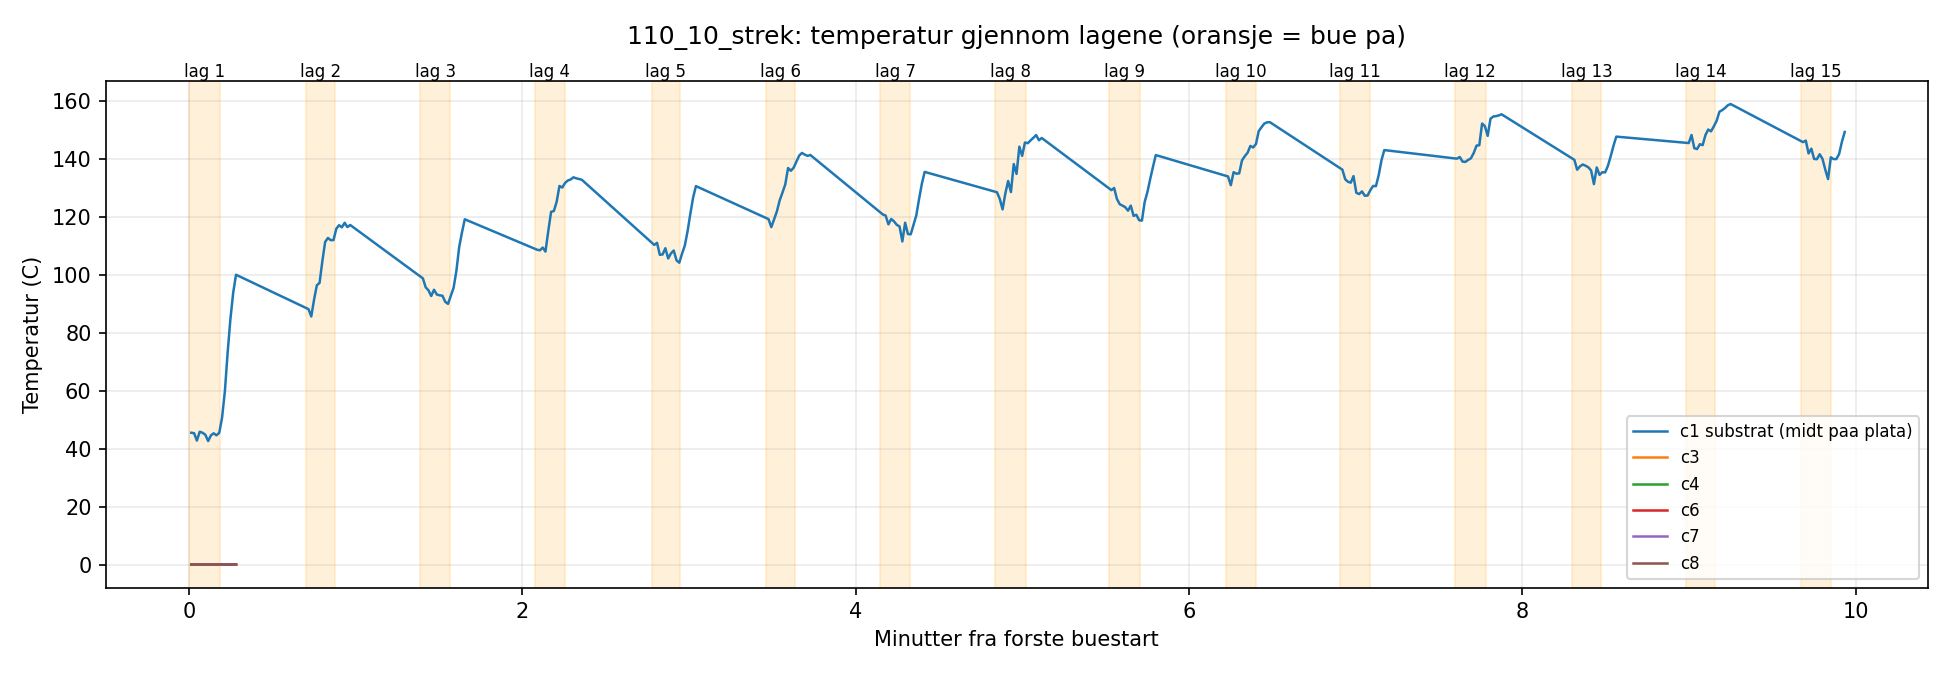 110_10_strek: temperatur gjennom lagene (oransje = bue pa)
lag 1 lag 2 lag 3 lag 4 lag 5 lag 6 lag 7 lag 8 lag 9 lag 10 lag 11 lag 12 lag 13 lag 14 lag 15
160
140
120
100
80
60
40
20
0
Temperatur (C)
c1 substrat (midt paa plata)
c3
c4
c6
c7
c8
0 2 4 6 8 10
Minutter fra forste buestart